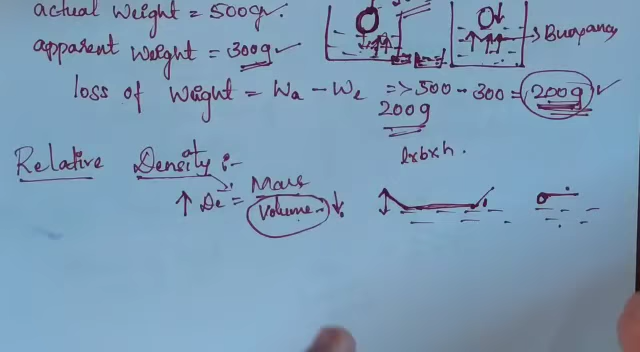 actual weight = 500gr.
apparent weight = 300g
Buoyancy
loss of weight = Wa - We => 500 - 300 = 200g
200g
Relative Density :-
lxbxh.
De = Mass
Volume